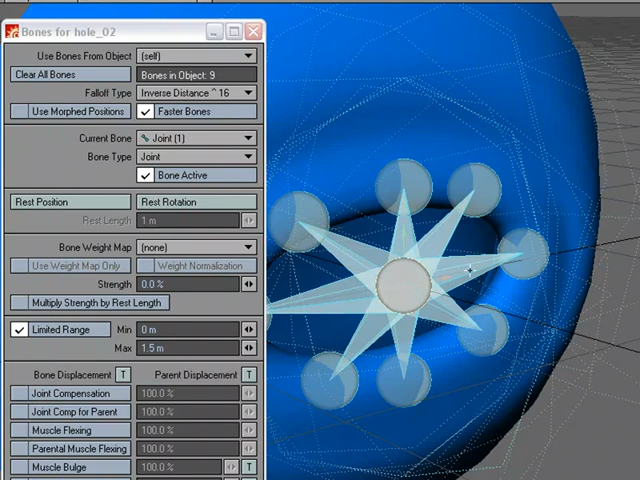 Bones for hole_02
Use Bones From Object (self)
Clear All Bones Bones in Object: 9
Falloff Type Inverse Distance ^ 16
Use Morphed Positions Faster Bones
Current Bone Joint (1)
Bone Type Joint
Bone Active
Rest Position Rest Rotation
Rest Length 1 m
Bone Weight Map (none)
Use Weight Map Only Weight Normalization
Strength 0.0 %
Multiply Strength by Rest Length
Limited Range Min 0 m
Max 1.5 m
Bone Displacement T Parent Displacement T
Joint Compensation 100.0 %
Joint Comp for Parent 100.0 %
Muscle Flexing 100.0 %
Parental Muscle Flexing 100.0 %
Muscle Bulge 100.0 % T